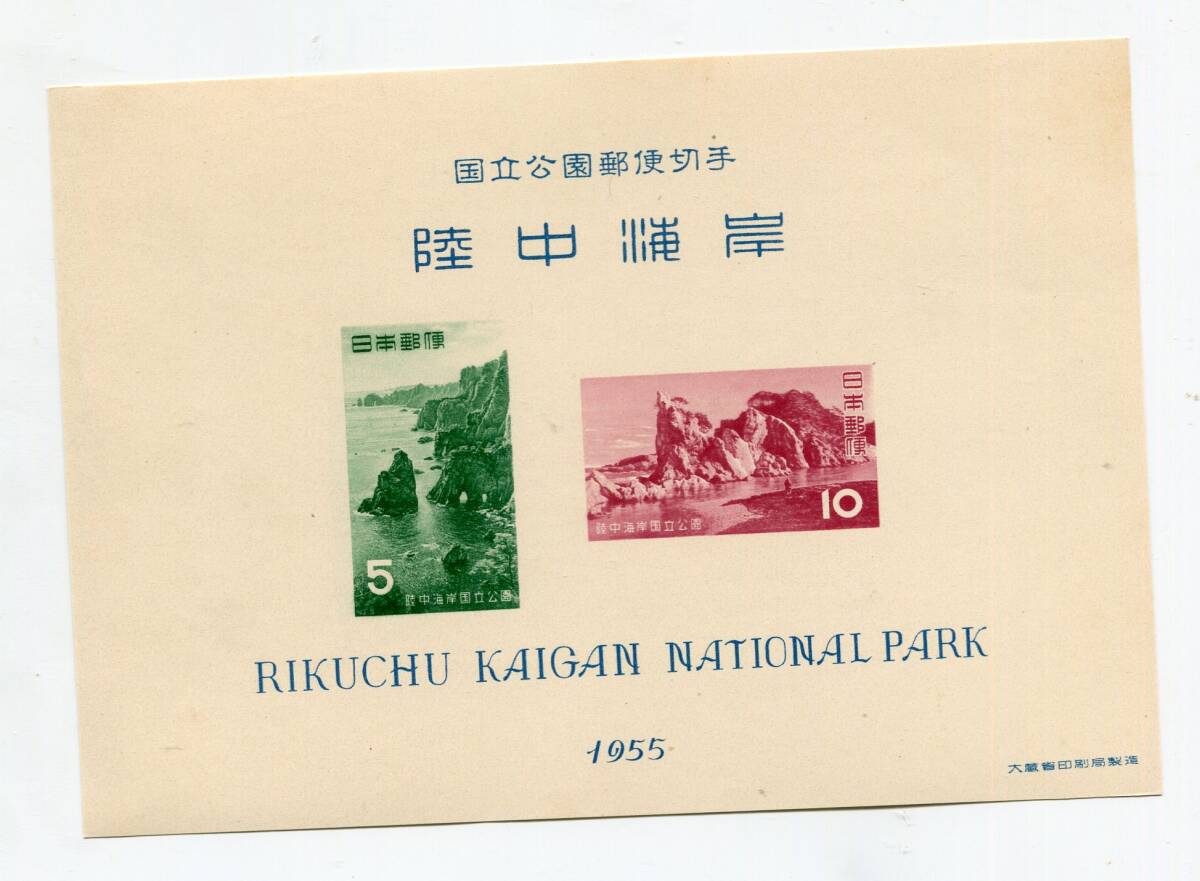 国立公園郵便切手
陸中海岸
日本郵便
5
陸中海岸国立公園
日本郵便
10
陸中海岸国立公園
RIKUCHU KAIGAN NATIONAL PARK
1955
大蔵省印刷局製造